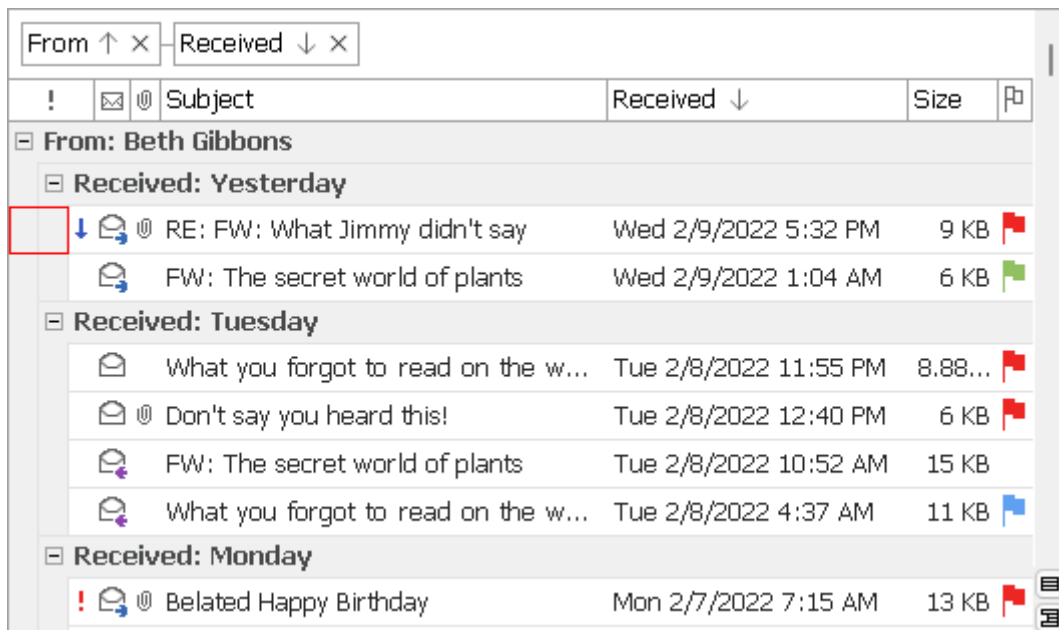 From ↑ × Received ↓ ×
! Subject Received ↓ Size
From: Beth Gibbons
Received: Yesterday
RE: FW: What Jimmy didn't say Wed 2/9/2022 5:32 PM 9 KB
FW: The secret world of plants Wed 2/9/2022 1:04 AM 6 KB
Received: Tuesday
What you forgot to read on the w... Tue 2/8/2022 11:55 PM 8.88...
Don't say you heard this! Tue 2/8/2022 12:40 PM 6 KB
FW: The secret world of plants Tue 2/8/2022 10:52 AM 15 KB
What you forgot to read on the w... Tue 2/8/2022 4:37 AM 11 KB
Received: Monday
! Belated Happy Birthday Mon 2/7/2022 7:15 AM 13 KB